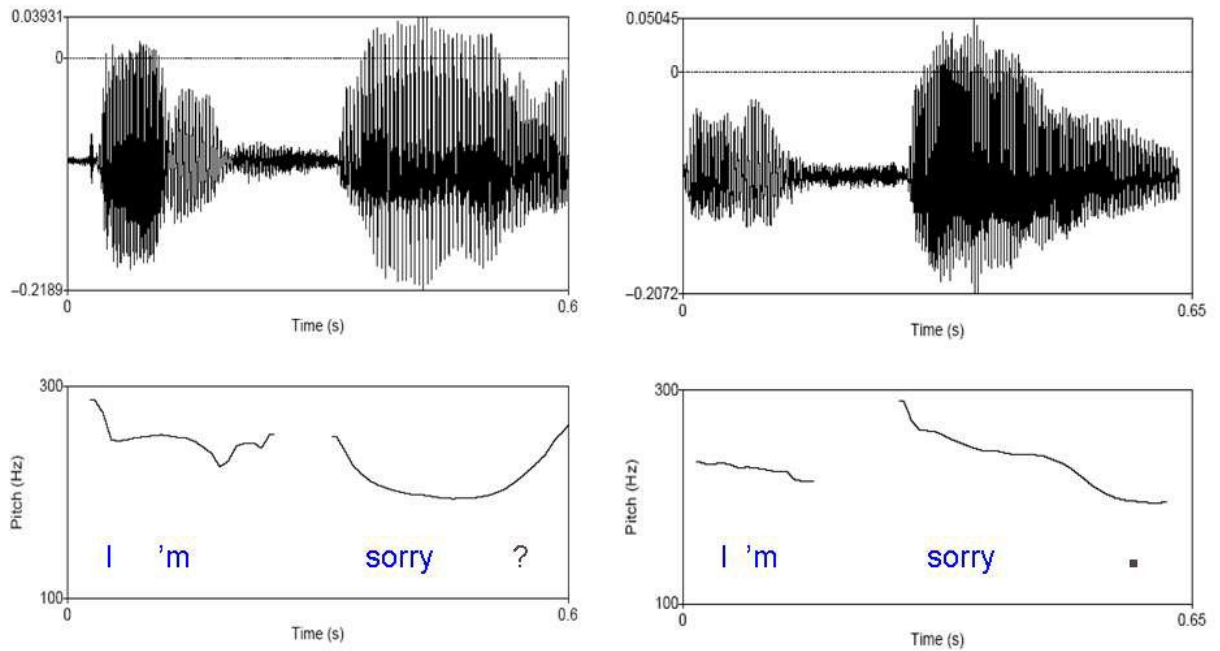 0.03931
0
–0.2189
0
0.6
Time (s)
300
Pitch (Hz)
I 'm sorry ?
100
0
0.6
Time (s)
0.05045
0
–0.2072
0
0.65
Time (s)
300
Pitch (Hz)
I 'm sorry .
100
0
0.65
Time (s)